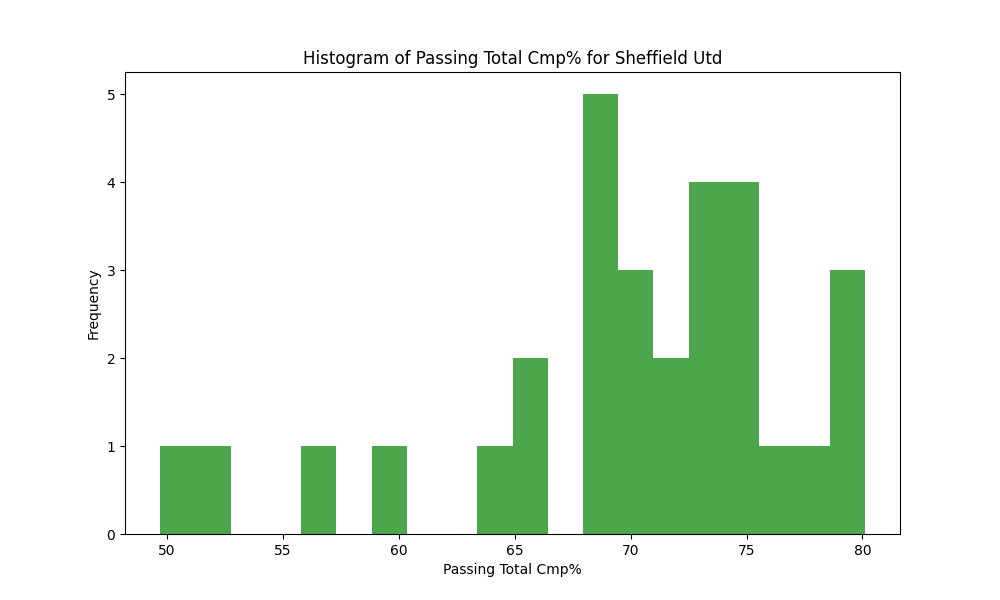 Histogram of Passing Total Cmp% for Sheffield Utd
5
4
3
2
1
0
Frequency
50 55 60 65 70 75 80
Passing Total Cmp%